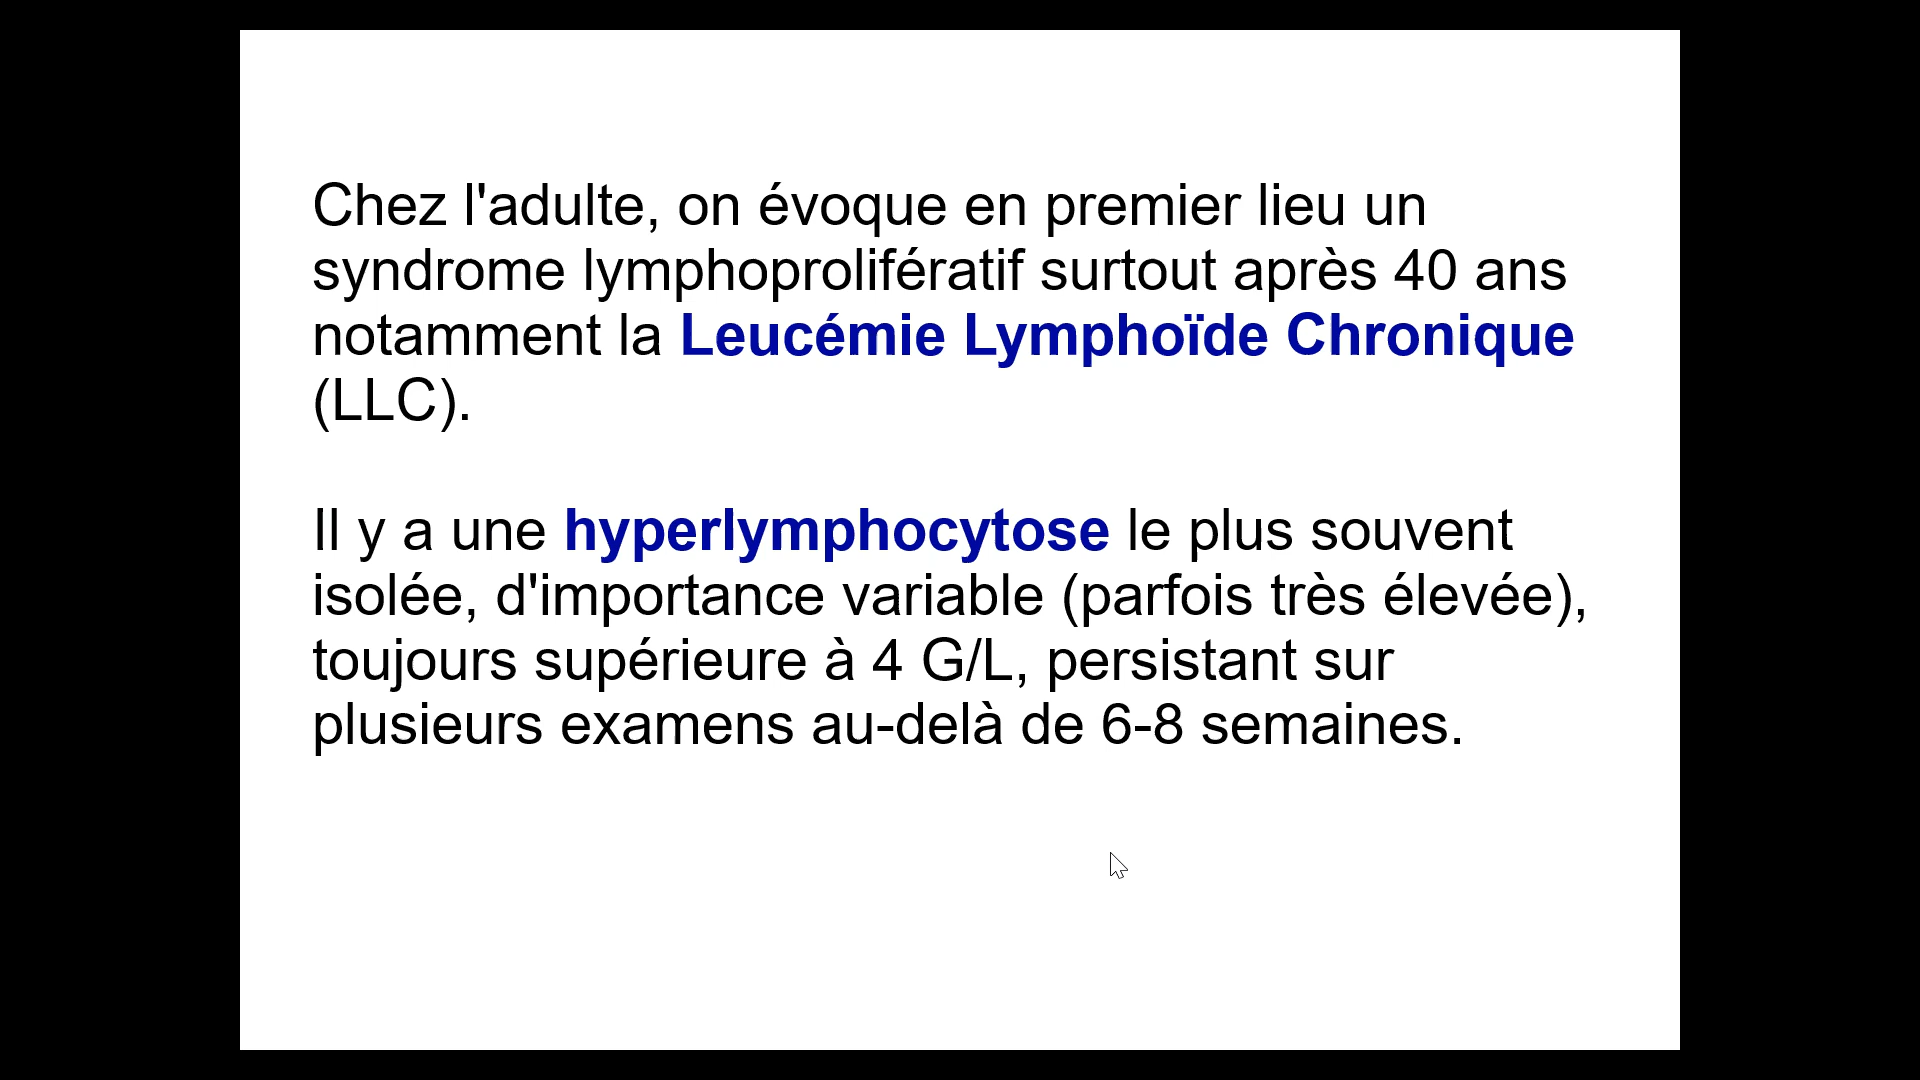 Chez l'adulte, on évoque en premier lieu un
syndrome lymphoprolifératif surtout après 40 ans
notamment la Leucémie Lymphoïde Chronique
(LLC).
Il y a une hyperlymphocytose le plus souvent
isolée, d'importance variable (parfois très élevée),
toujours supérieure à 4 G/L, persistant sur
plusieurs examens au-delà de 6-8 semaines.